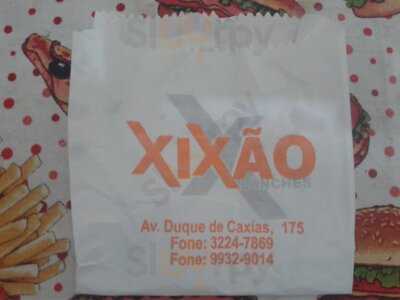 XIXÃO
LANCHES
Av. Duque de Caxias, 175
Fone: 3224-7869
Fone: 9932-9014